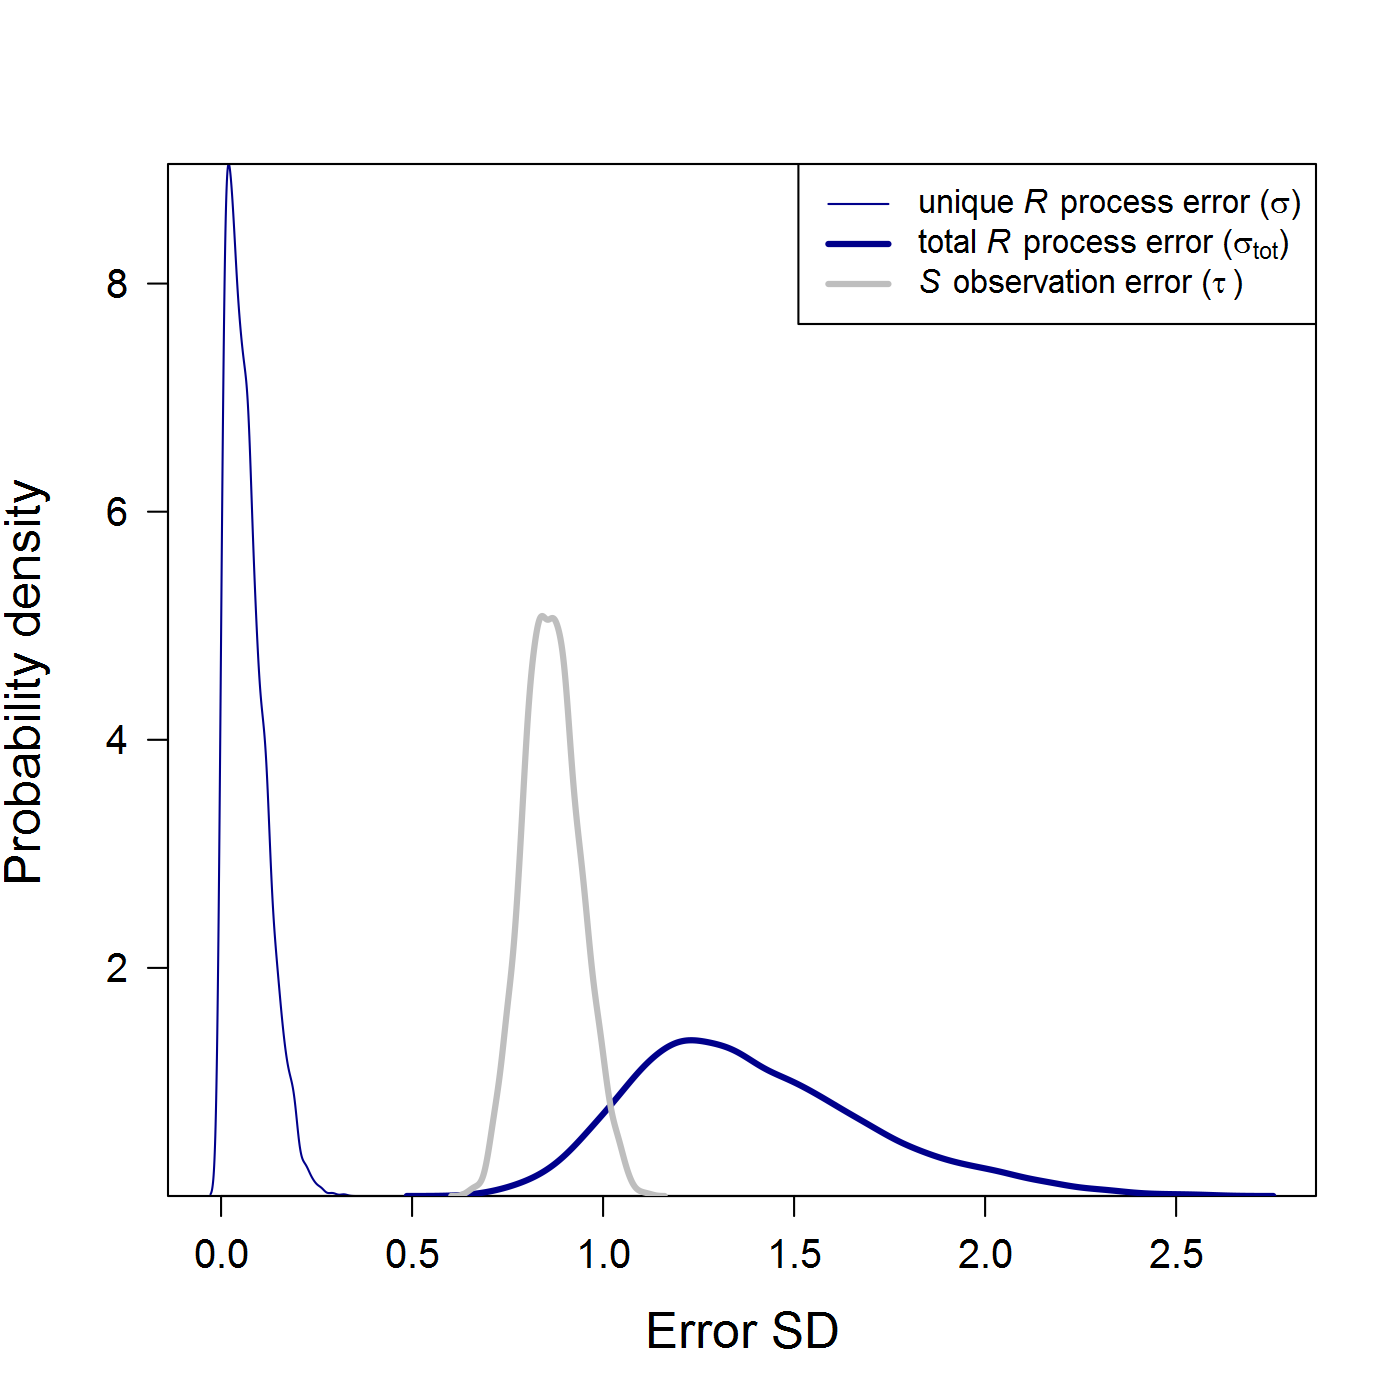 unique R process error (σ)
total R process error (σtot)
S observation error (τ)
8
6
4
2
Probability density
0.0 0.5 1.0 1.5 2.0 2.5
Error SD